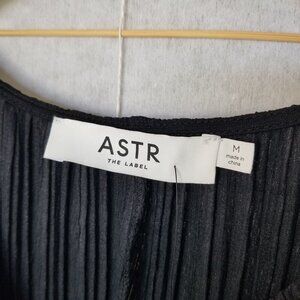 ASTR
THE LABEL
M
made in
china